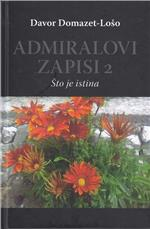 Davor Domazet-Lošo
ADMIRALOVI
ZAPISI 2
Što je istina